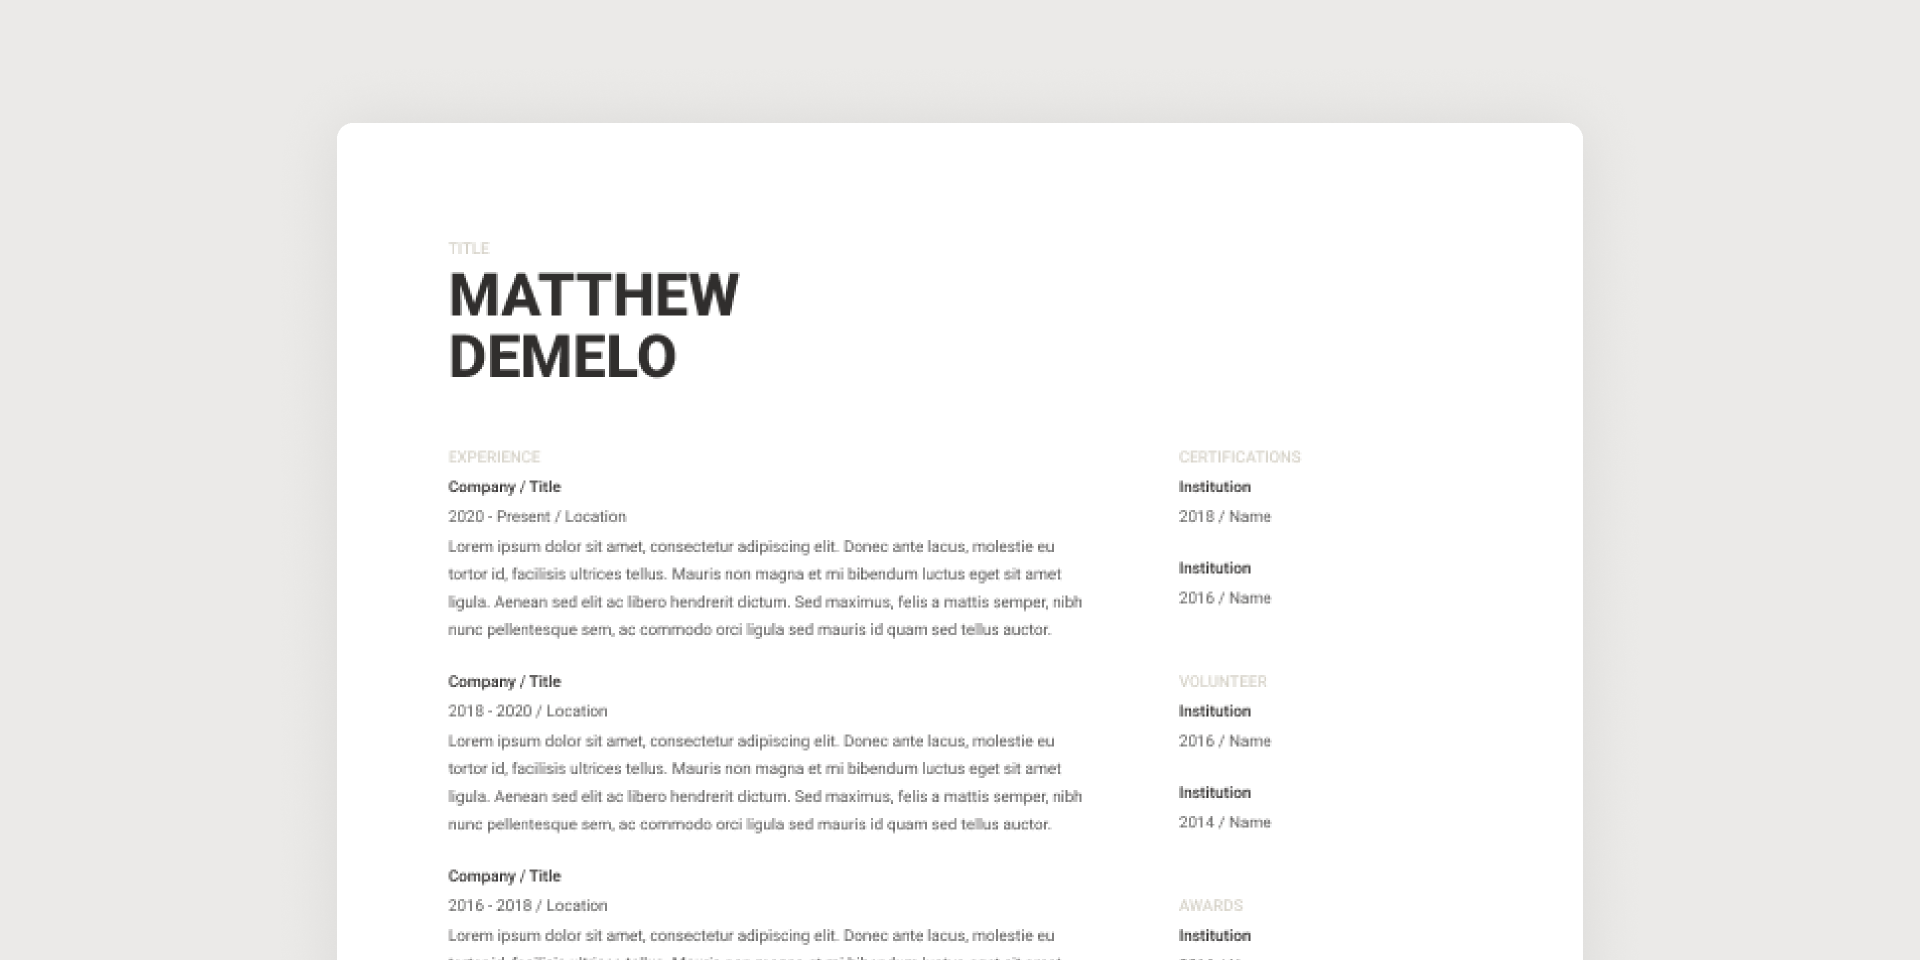 TITLE
MATTHEW
DEMELO
EXPERIENCE
Company / Title
2020 - Present / Location
Lorem ipsum dolor sit amet, consectetur adipiscing elit. Donec ante lacus, molestie eu
tortor id, facilisis ultrices tellus. Mauris non magna et mi bibendum luctus eget sit amet
ligula. Aenean sed elit ac libero hendrerit dictum. Sed maximus, felis a mattis semper, nibh
nunc pellentesque sem, ac commodo orci ligula sed mauris id quam sed tellus auctor.
Company / Title
2018 - 2020 / Location
Lorem ipsum dolor sit amet, consectetur adipiscing elit. Donec ante lacus, molestie eu
tortor id, facilisis ultrices tellus. Mauris non magna et mi bibendum luctus eget sit amet
ligula. Aenean sed elit ac libero hendrerit dictum. Sed maximus, felis a mattis semper, nibh
nunc pellentesque sem, ac commodo orci ligula sed mauris id quam sed tellus auctor.
Company / Title
2016 - 2018 / Location
Lorem ipsum dolor sit amet, consectetur adipiscing elit. Donec ante lacus, molestie eu
CERTIFICATIONS
Institution
2018 / Name
Institution
2016 / Name
VOLUNTEER
Institution
2016 / Name
Institution
2014 / Name
AWARDS
Institution